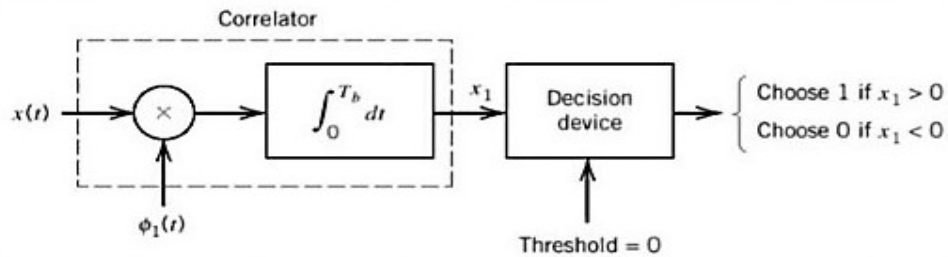 Correlator
x(t)
×
∫₀^{T_b} dt
x₁
Decision
device
Choose 1 if x₁ > 0
Choose 0 if x₁ < 0
ϕ₁(t)
Threshold = 0